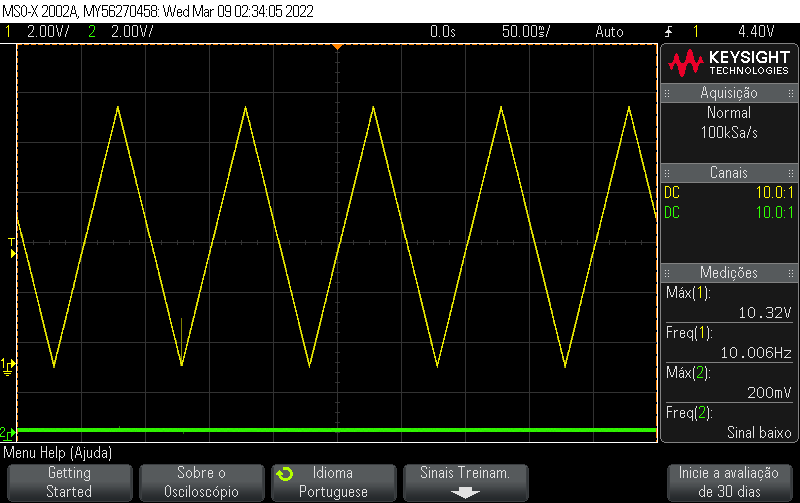 MSO-X 2002A, MY56270458: Wed Mar 09 02:34:05 2022
1 2.00V/ 2 2.00V/ 0.0s 50.00ms/ Auto 1 4.40V
KEYSIGHT
TECHNOLOGIES
Aquisição
Normal
100kSa/s
Canais
DC 10.0:1
DC 10.0:1
T
Medições
Máx(1):
10.32V
Freq(1):
10.006Hz
1
Máx(2):
200mV
Freq(2):
2
Sinal baixo
Menu Help (Ajuda)
Getting
Started
Sobre o
Osciloscópio
Idioma
Portuguese
Sinais Treinam.
Inicie a avaliação
de 30 dias